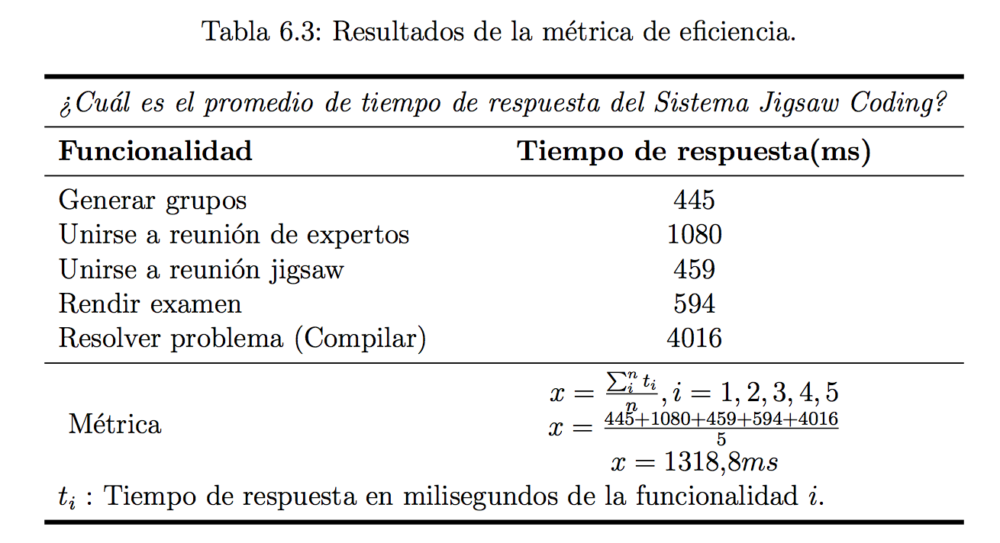 Tabla 6.3: Resultados de la métrica de eficiencia.
¿Cuál es el promedio de tiempo de respuesta del Sistema Jigsaw Coding?
Funcionalidad Tiempo de respuesta(ms)
Generar grupos 445
Unirse a reunión de expertos 1080
Unirse a reunión jigsaw 459
Rendir examen 594
Resolver problema (Compilar) 4016
x = \frac{\sum_i^n t_i}{n}, i = 1, 2, 3, 4, 5
Métrica x = \frac{445+1080+459+594+4016}{5}
x = 1318,8ms
t_i : Tiempo de respuesta en milisegundos de la funcionalidad i.